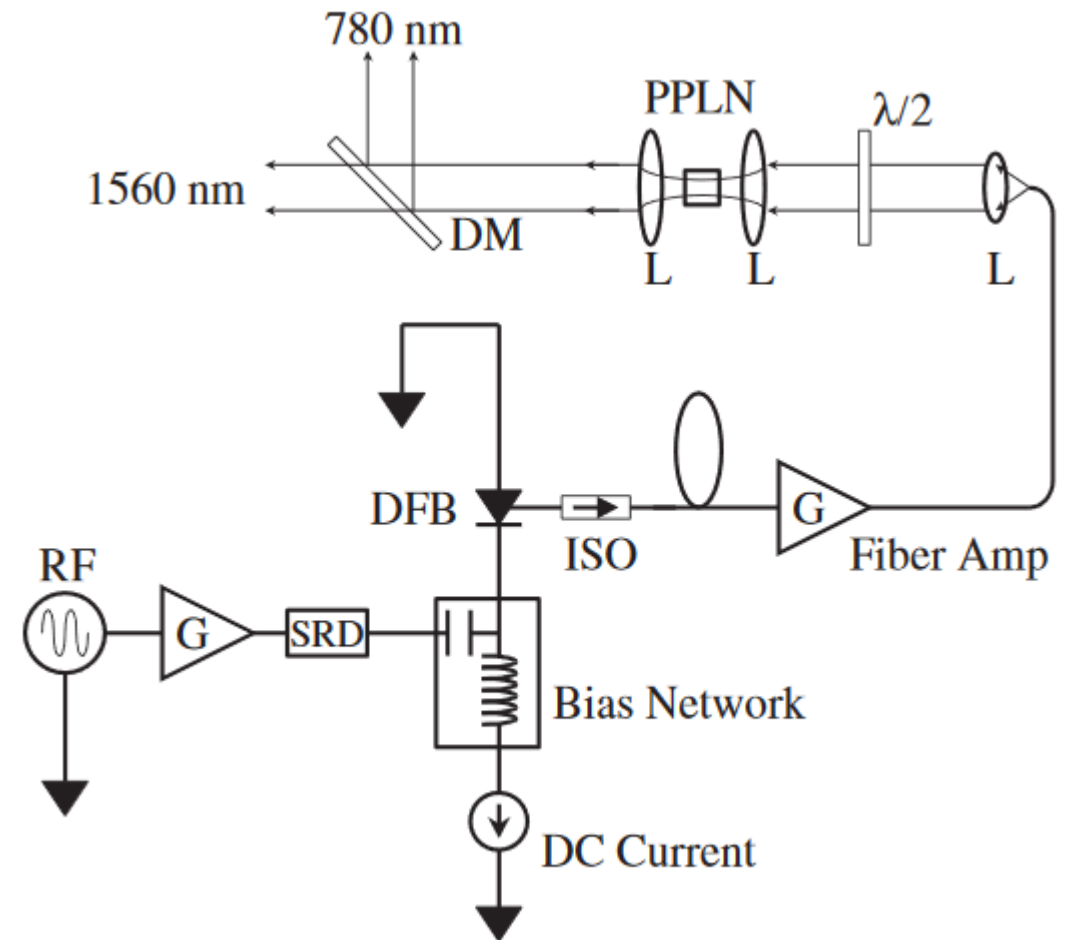 780 nm
PPLN
λ/2
1560 nm
DM
L
L
L
DFB
ISO
G
Fiber Amp
RF
G
SRD
Bias Network
DC Current